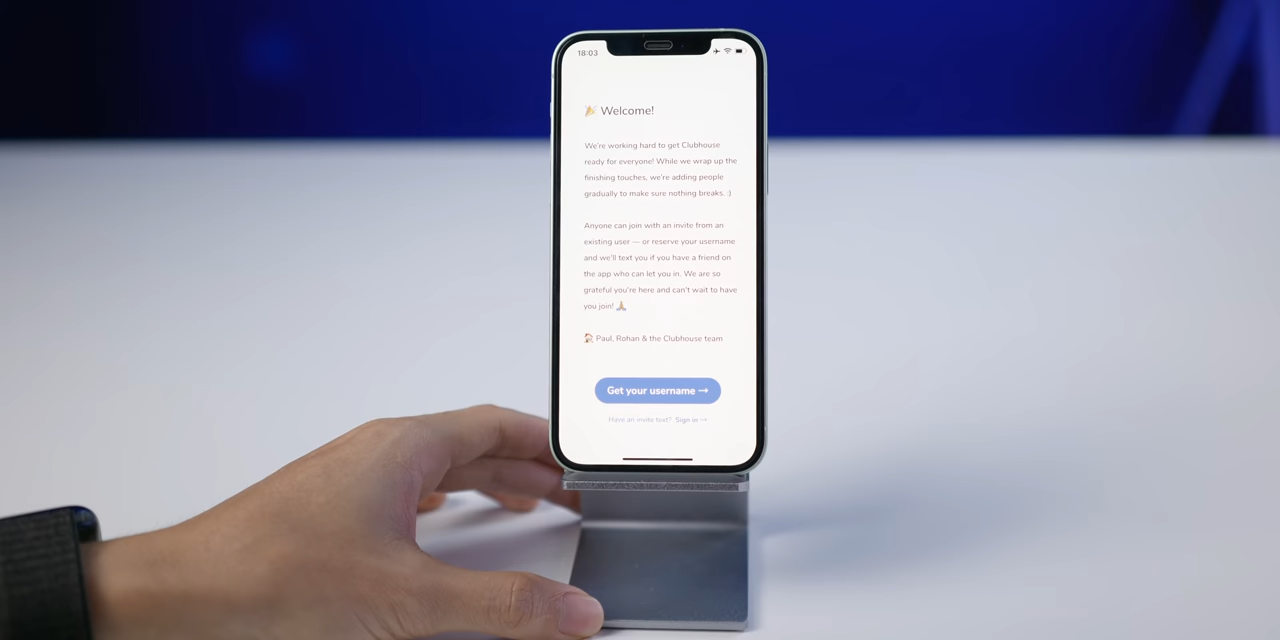 18:03
🎉 Welcome!
We're working hard to get Clubhouse
ready for everyone! While we wrap up the
finishing touches, we're adding people
gradually to make sure nothing breaks. :)
Anyone can join with an invite from an
existing user — or reserve your username
and we'll text you if you have a friend on
the app who can let you in. We are so
grateful you're here and can't wait to have
you join! 🙏🏽
🏠 Paul, Rohan & the Clubhouse team
Get your username →
Have an invite text? Sign in →